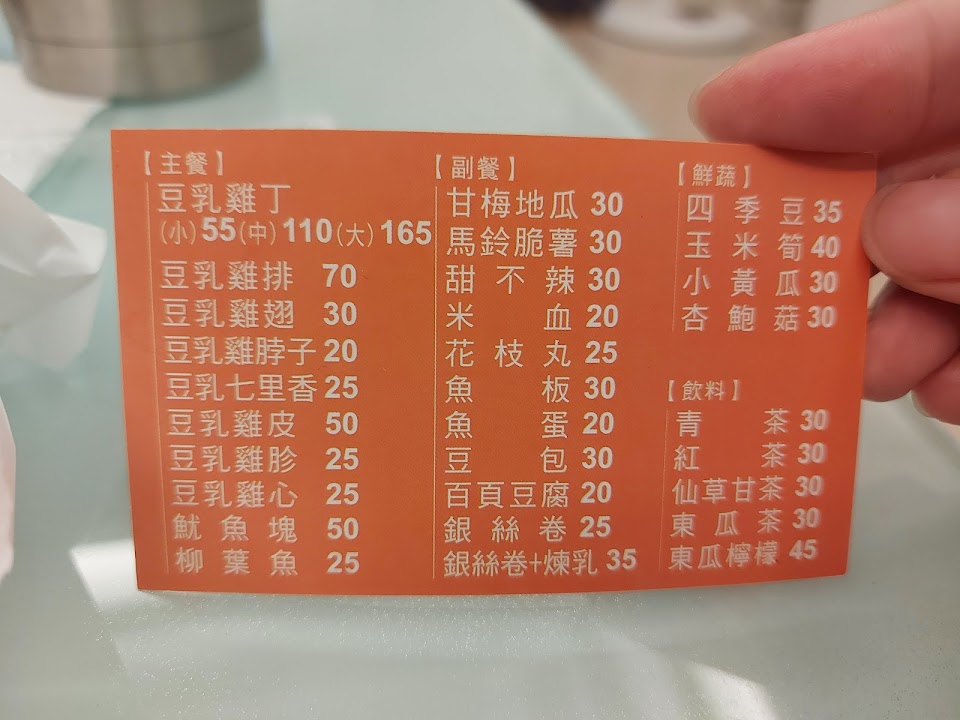 【主餐】
豆乳雞丁
(小)55(中)110(大)165
豆乳雞排 70
豆乳雞翅 30
豆乳雞脖子 20
豆乳七里香 25
豆乳雞皮 50
豆乳雞胗 25
豆乳雞心 25
魷魚塊 50
柳葉魚 25
【副餐】
甘梅地瓜 30
馬鈴脆薯 30
甜不辣 30
米血 20
花枝丸 25
魚板 30
魚蛋 20
豆包 30
百頁豆腐 20
銀絲卷 25
銀絲卷+煉乳 35
【鮮蔬】
四季豆 35
玉米筍 40
小黃瓜 30
杏鮑菇 30
【飲料】
青茶 30
紅茶 30
仙草甘茶 30
東瓜茶 30
東瓜檸檬 45